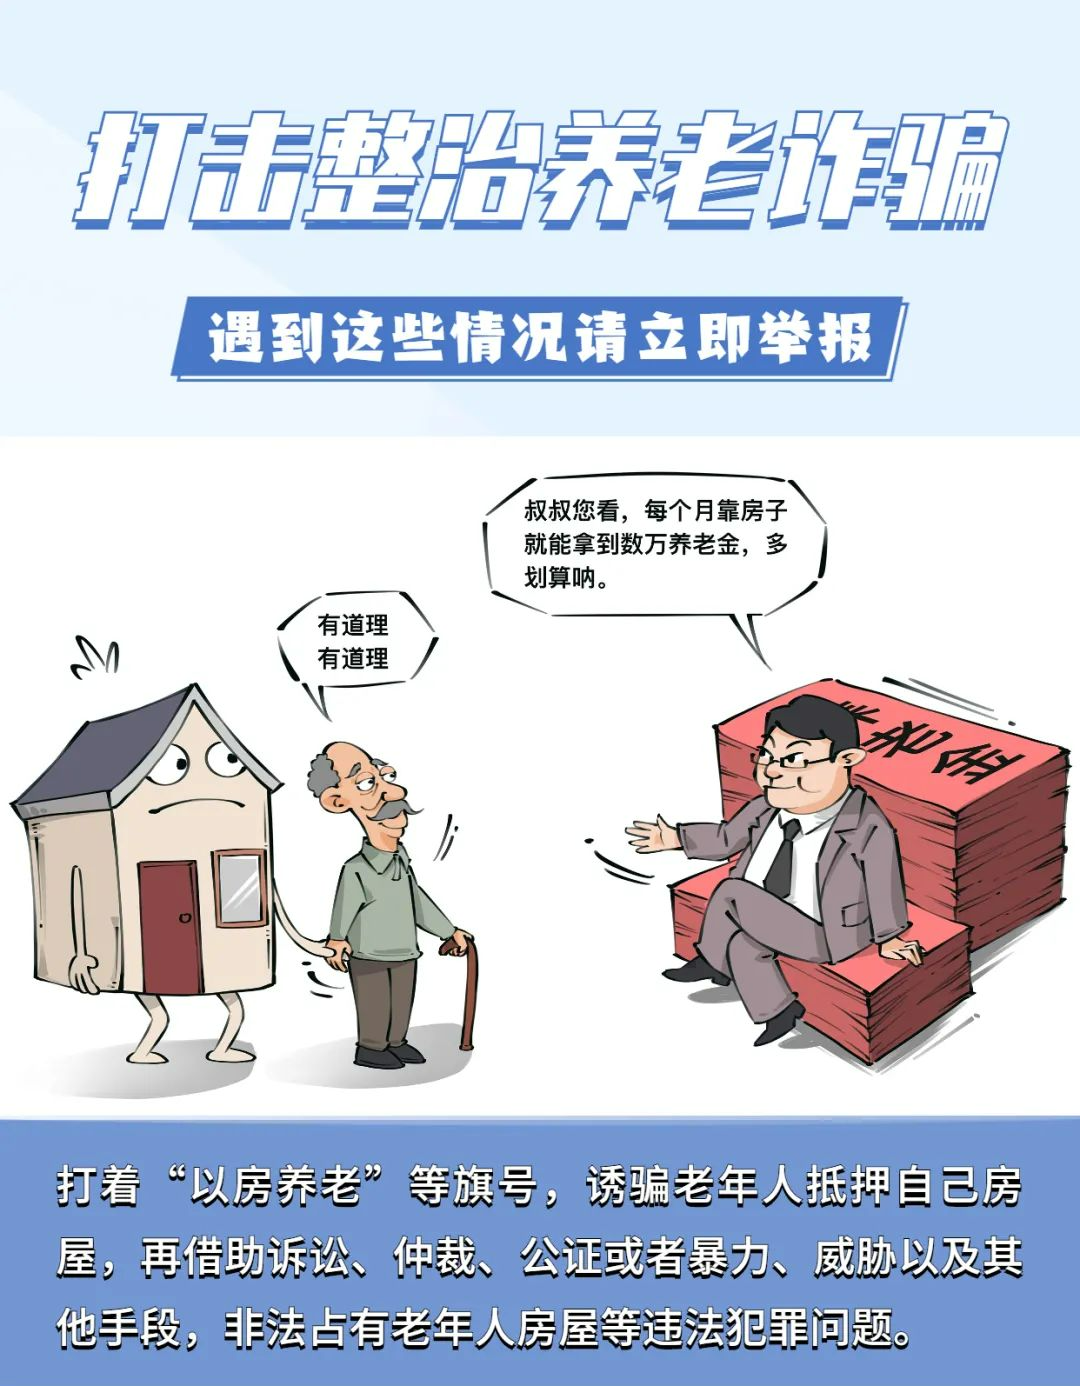 打击整治养老诈骗
遇到这些情况请立即举报
叔叔您看，每个月靠房子
就能拿到数万养老金，多
划算呐。
有道理
有道理
养老金
打着“以房养老”等旗号，诱骗老年人抵押自己房
屋，再借助诉讼、仲裁、公证或者暴力、威胁以及其
他手段，非法占有老年人房屋等违法犯罪问题。